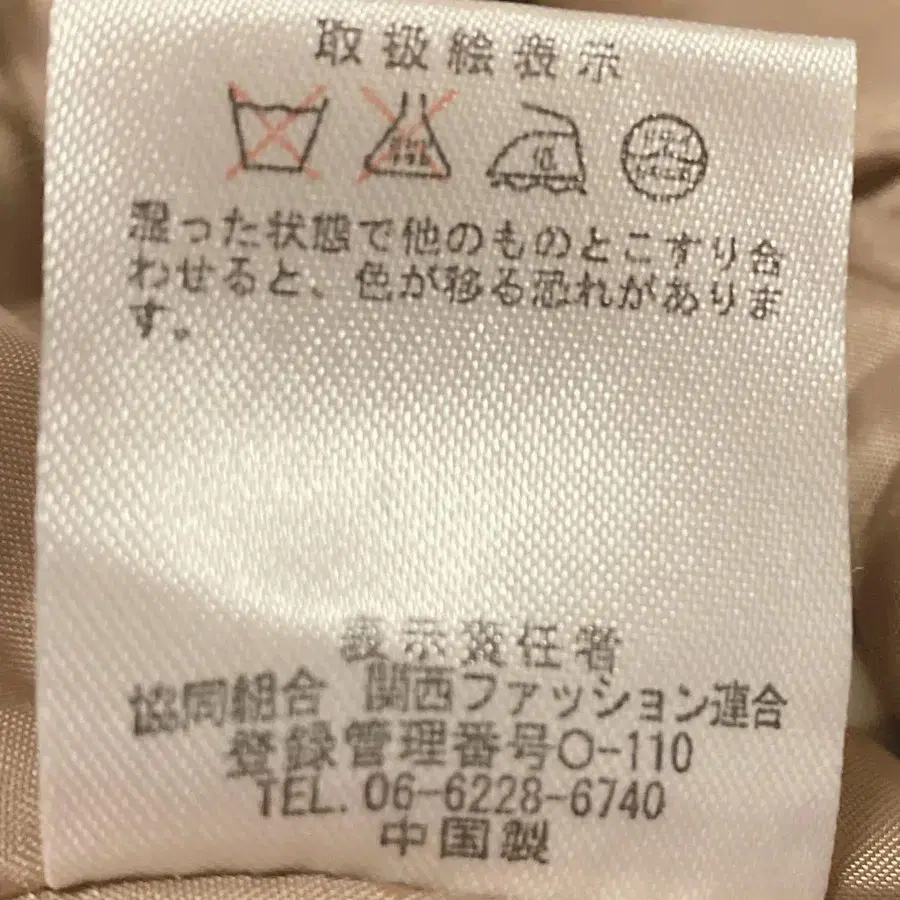 取扱絵表示
低
湿った状態で他のものとこすり合
わせると、色が移る恐れがありま
す。
表示責任者
協同組合 関西ファッション連合
登録管理番号O-110
TEL. 06-6228-6740
中国製